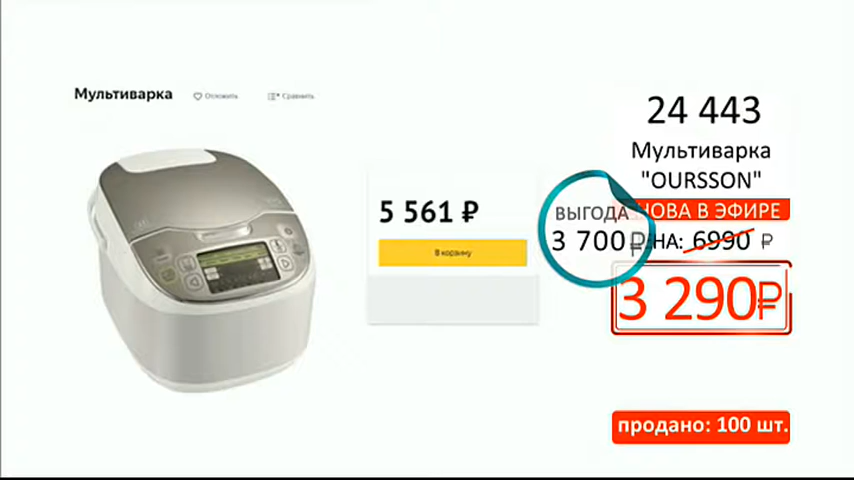 Мультиварка
Отложить
Сравнить
5 561 ₽
В корзину
ВЫГОДА
3 700 ₽
24 443
Мультиварка
"OURSSON"
НОВА В ЭФИРЕ
ЕНА: 6990 ₽
3 290₽
продано: 100 шт.